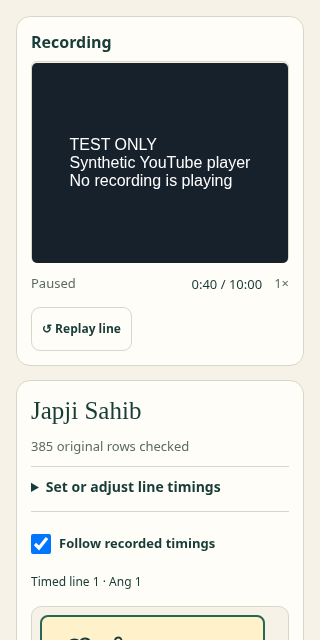 Recording
TEST ONLY
Synthetic YouTube player
No recording is playing
Paused 0:40 / 10:00 1×
↺ Replay line
Japji Sahib
385 original rows checked
▶ Set or adjust line timings
Follow recorded timings
Timed line 1 · Ang 1